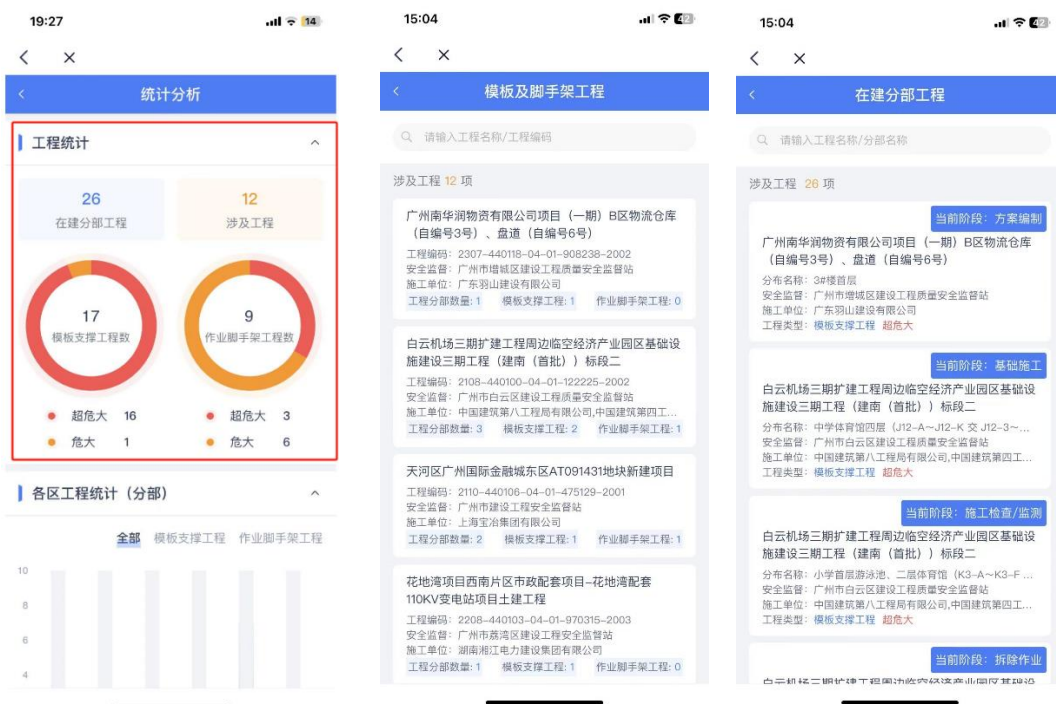 19:27
14
统计分析
工程统计
26
在建分部工程
12
涉及工程
17
模板支撑工程数
9
作业脚手架工程数
超危大 16
危大 1
超危大 3
危大 6
各区工程统计（分部）
全部 模板支撑工程 作业脚手架工程
10
8
6
4
15:04
42
模板及脚手架工程
请输入工程名称/工程编码
涉及工程 12 项
广州南华润物资有限公司项目（一期）B区物流仓库
（自编号3号）、盘道（自编号6号）
工程编码：2307-440118-04-01-908238-2002
安全监督：广州市增城区建设工程质量安全监督站
施工单位：广东羽山建设有限公司
工程分部数量: 1 模板支撑工程: 1 作业脚手架工程: 0
白云机场三期扩建工程周边临空经济产业园区基础设
施建设三期工程（建南（首批））标段二
工程编码：2108-440100-04-01-122225-2002
安全监督：广州市白云区建设工程质量安全监督站
施工单位：中国建筑第八工程局有限公司,中国建筑第四工...
工程分部数量: 3 模板支撑工程: 2 作业脚手架工程: 1
天河区广州国际金融城东区AT091431地块新建项目
工程编码：2110-440106-04-01-475129-2001
安全监督：广州市建设工程安全监督站
施工单位：上海宝冶集团有限公司
工程分部数量: 2 模板支撑工程: 1 作业脚手架工程: 1
花地湾项目西南片区市政配套项目-花地湾配套
110KV变电站项目土建工程
工程编码：2208-440103-04-01-970315-2003
安全监督：广州市荔湾区建设工程安全监督站
施工单位：湖南湘江电力建设集团有限公司
工程分部数量: 1 模板支撑工程: 1 作业脚手架工程: 0
15:04
42
在建分部工程
请输入工程名称/分部名称
涉及工程 26 项
当前阶段：方案编制
广州南华润物资有限公司项目（一期）B区物流仓库
（自编号3号）、盘道（自编号6号）
分布名称：3#楼首层
安全监督：广州市增城区建设工程质量安全监督站
施工单位：广东羽山建设有限公司
工程类型：模板支撑工程 超危大
当前阶段：基础施工
白云机场三期扩建工程周边临空经济产业园区基础设
施建设三期工程（建南（首批））标段二
分布名称：中学体育馆四层（J12-A~J12-K 交 J12-3~...
安全监督：广州市白云区建设工程质量安全监督站
施工单位：中国建筑第八工程局有限公司,中国建筑第四工...
工程类型：模板支撑工程 超危大
当前阶段：施工检查/监测
白云机场三期扩建工程周边临空经济产业园区基础设
施建设三期工程（建南（首批））标段二
分布名称：小学首层游泳池、二层体育馆（K3-A~K3-F ...
安全监督：广州市白云区建设工程质量安全监督站
施工单位：中国建筑第八工程局有限公司,中国建筑第四工...
工程类型：模板支撑工程 超危大
当前阶段：拆除作业
白云机场三期扩建工程周边临空经济产业园区基础设